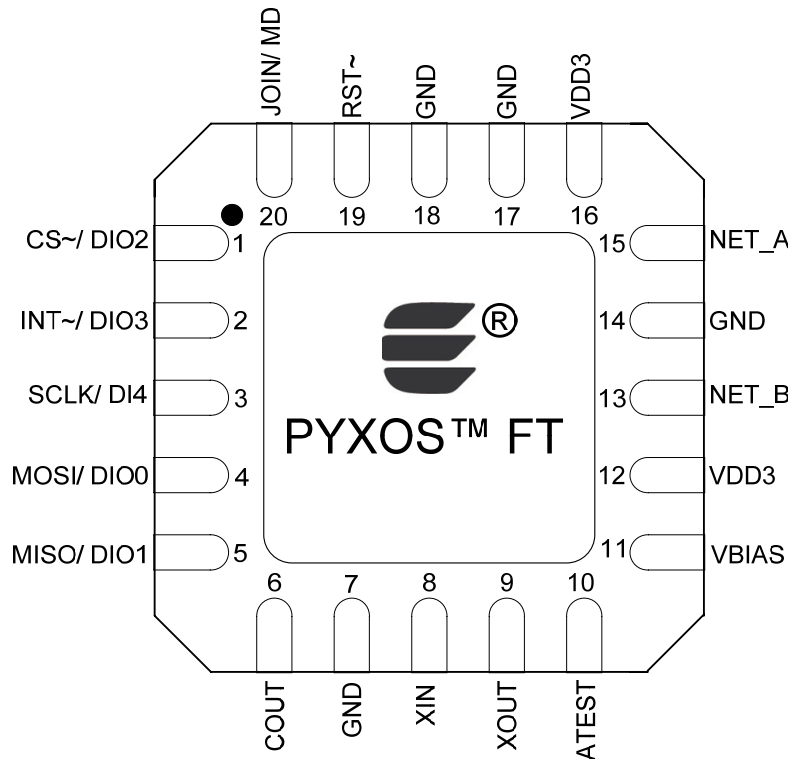 JOIN/ MD
RST~
GND
GND
VDD3
20
19
18
17
16
CS~/ DIO2
1
15
NET_A
INT~/ DIO3
2
®
14
GND
SCLK/ DI4
3
13
NET_B
PYXOS™ FT
MOSI/ DIO0
4
12
VDD3
MISO/ DIO1
5
11
VBIAS
6
7
8
9
10
COUT
GND
XIN
XOUT
ATEST